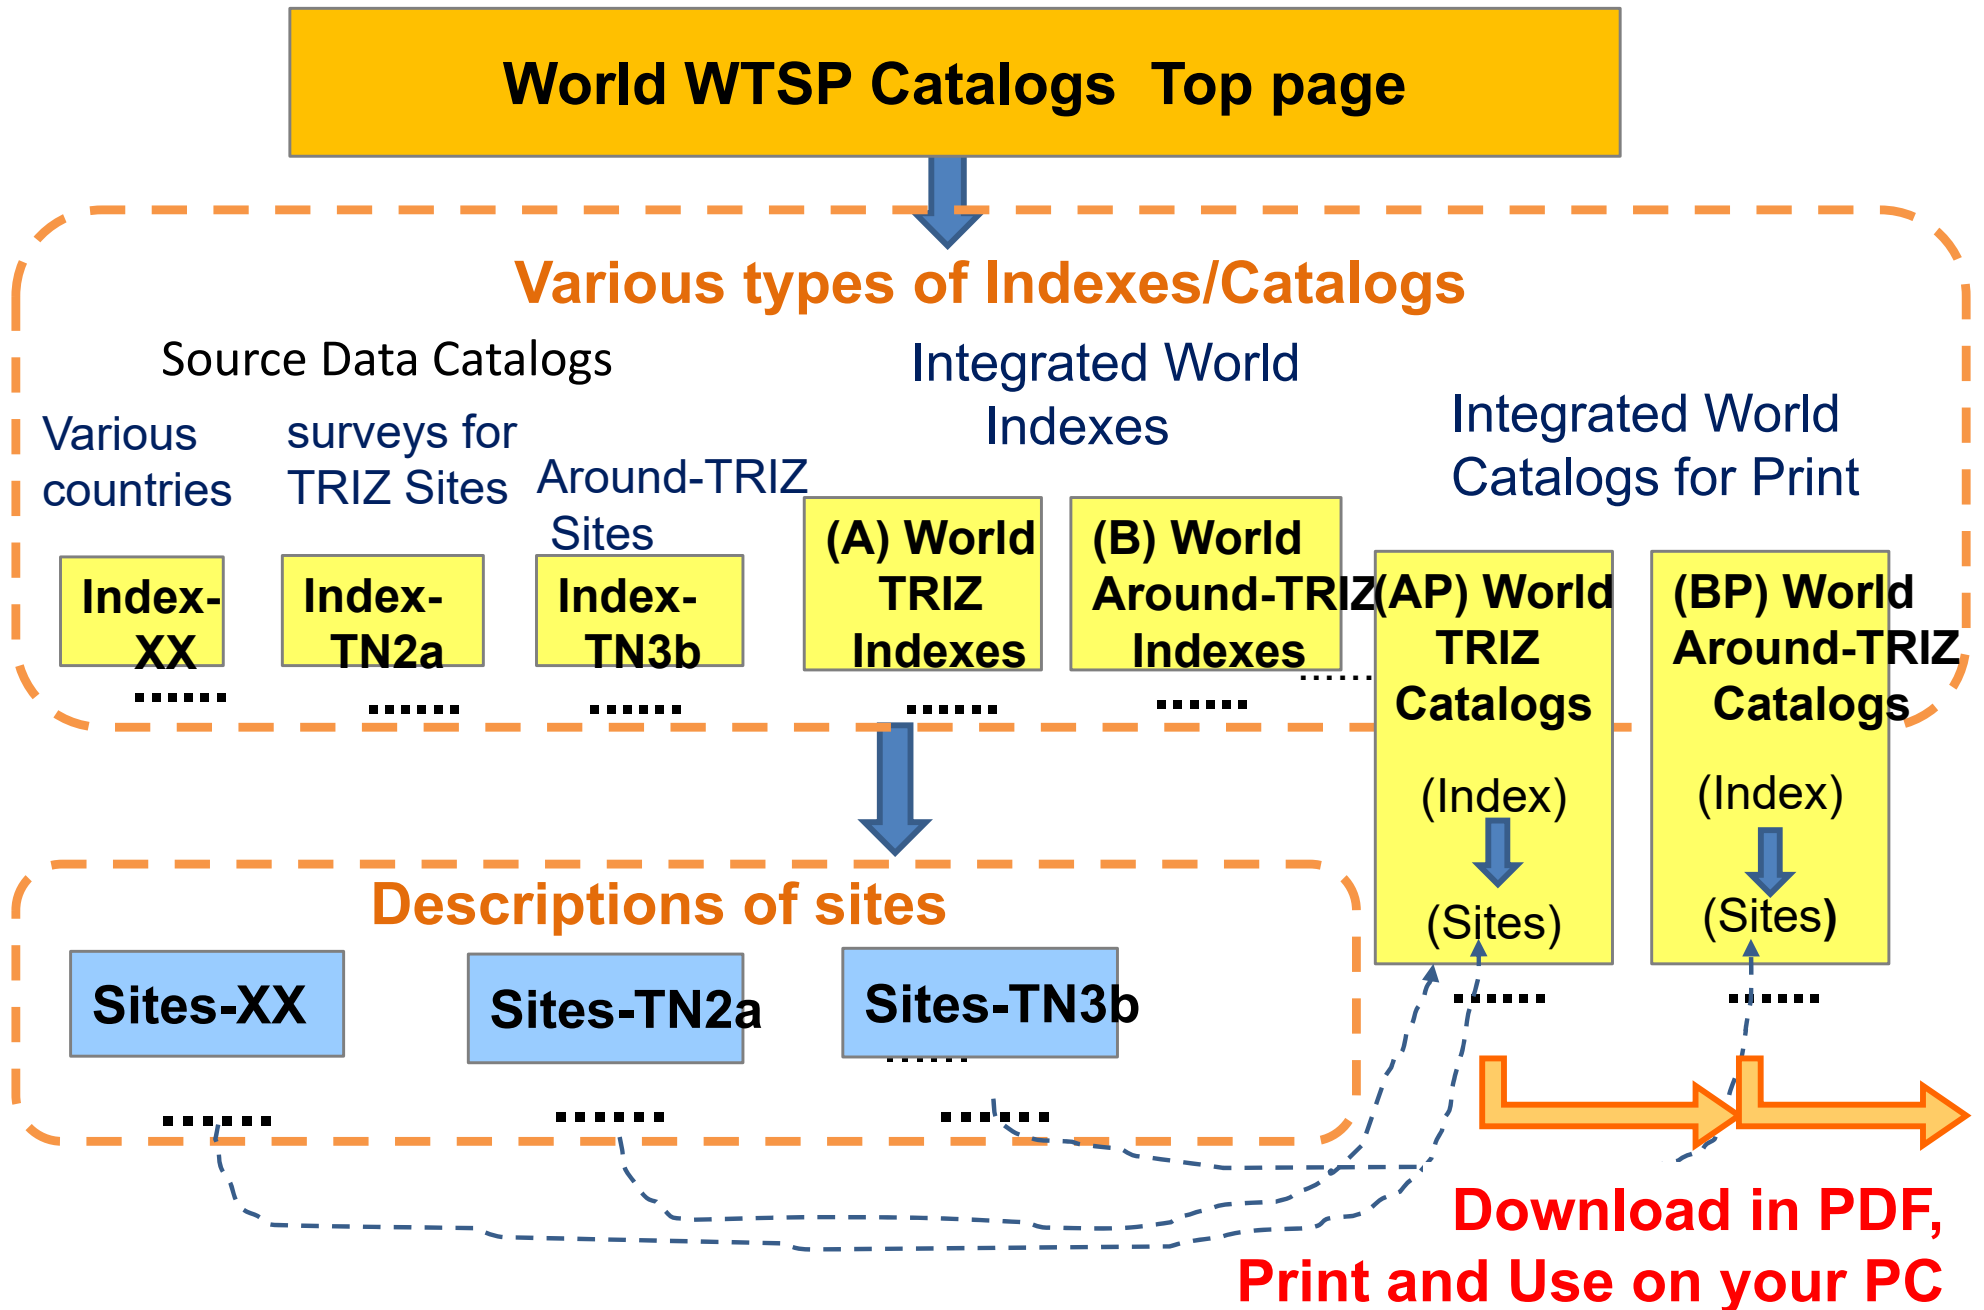 World WTSP Catalogs  Top page
Various types of Indexes/Catalogs
Source Data Catalogs
Various
countries
surveys for
TRIZ Sites
Around-TRIZ
Sites
Integrated World
Indexes
Integrated World
Catalogs for Print
Index-
XX
.......
Index-
TN2a
.......
Index-
TN3b
.......
(A) World
TRIZ
Indexes
.......
(B) World
Around-TRIZ
Indexes
.......
.......
(AP) World
TRIZ
Catalogs
(Index)
(Sites)
.......
(BP) World
Around-TRIZ
Catalogs
(Index)
(Sites)
.......
Descriptions of sites
Sites-XX
......
Sites-TN2a
......
Sites-TN3b
......
......
Download in PDF,
Print and Use on your PC